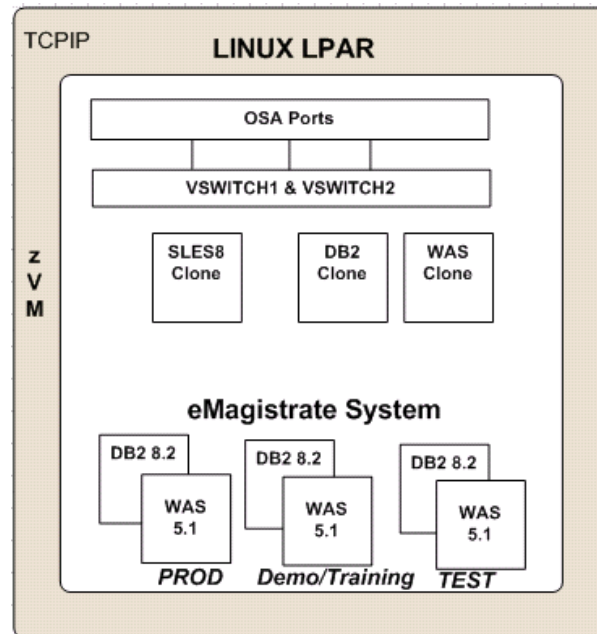 TCPIP
LINUX LPAR
OSA Ports
VSWITCH1 & VSWITCH2
z
V
M
SLES8
Clone
DB2
Clone
WAS
Clone
eMagistrate System
DB2 8.2
WAS
5.1
PROD
DB2 8.2
WAS
5.1
Demo/Training
DB2 8.2
WAS
5.1
TEST